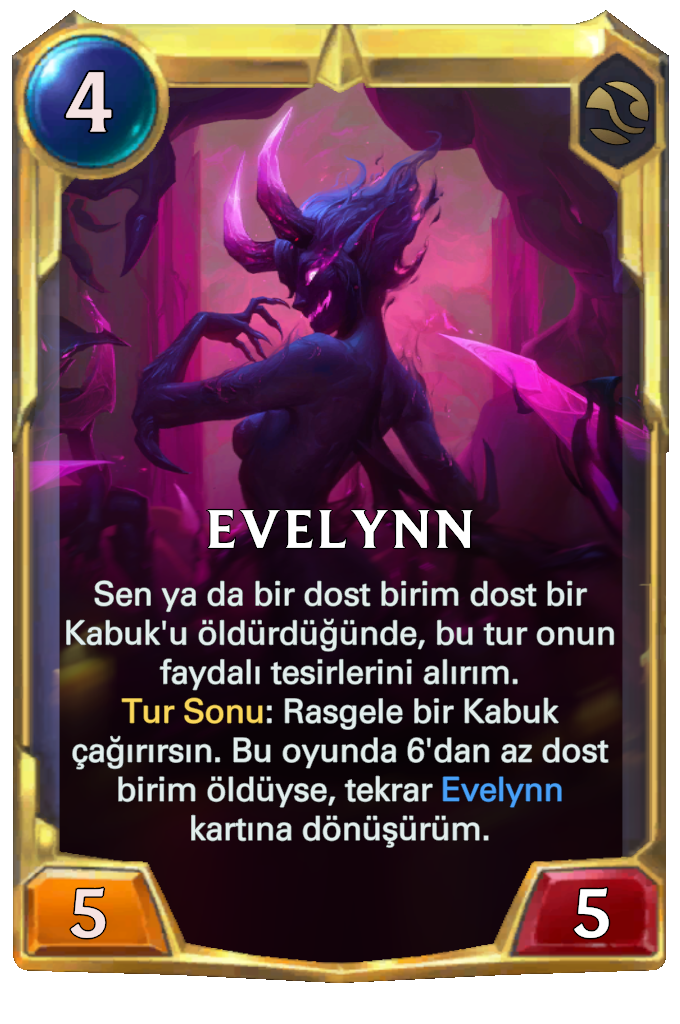 4
EVELYNN
Sen ya da bir dost birim dost bir
Kabuk'u öldürdüğünde, bu tur onun
faydalı tesirlerini alırım.
Tur Sonu: Rasgele bir Kabuk
çağırırsın. Bu oyunda 6'dan az dost
birim öldüyse, tekrar Evelynn
kartına dönüşürüm.
5
5